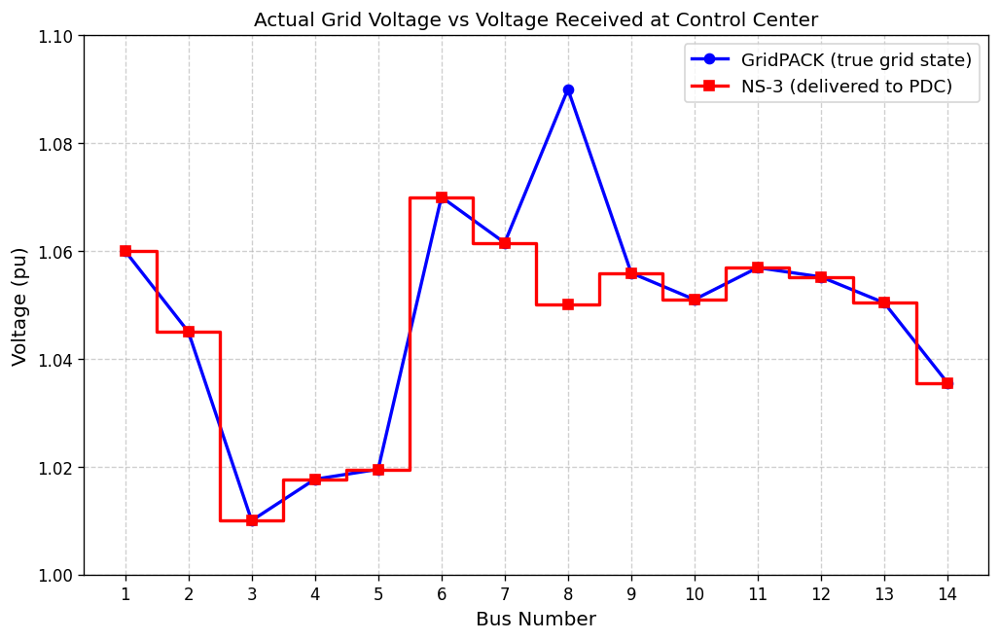 Actual Grid Voltage vs Voltage Received at Control Center
GridPACK (true grid state)
NS-3 (delivered to PDC)
Voltage (pu)
1.10
1.08
1.06
1.04
1.02
1.00
1 2 3 4 5 6 7 8 9 10 11 12 13 14
Bus Number